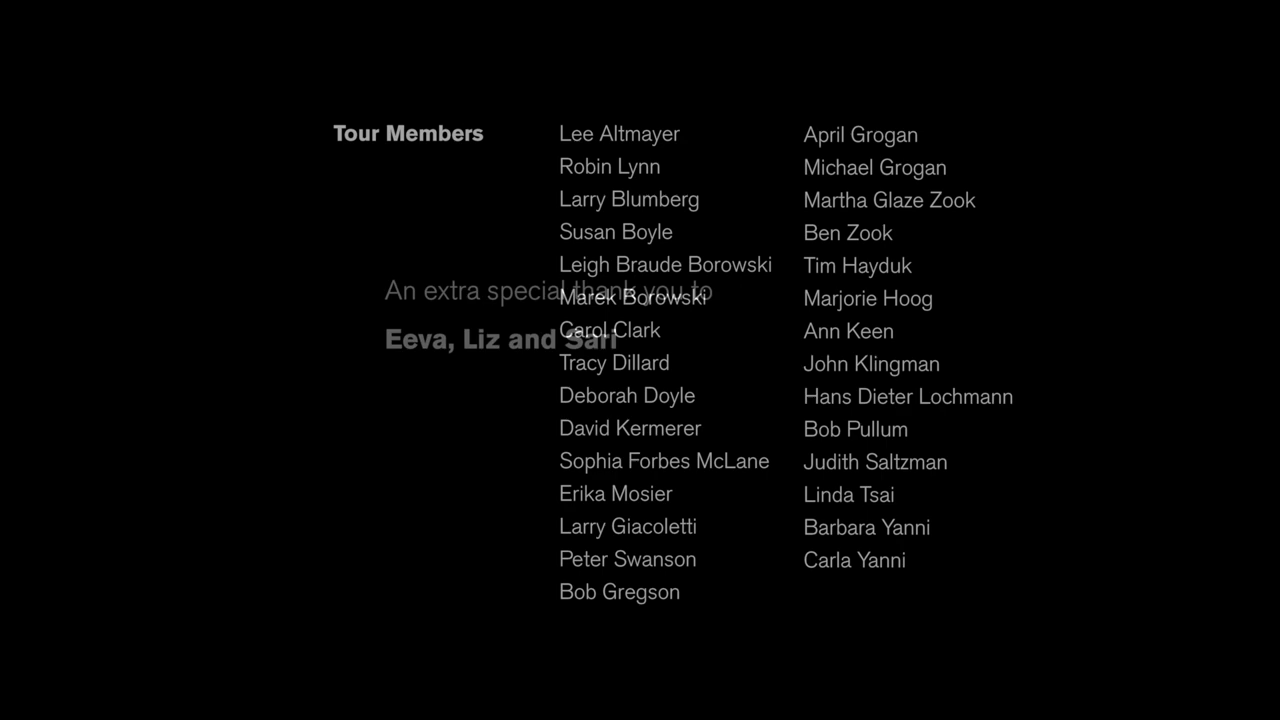 Tour Members
Lee Altmayer
Robin Lynn
Larry Blumberg
Susan Boyle
Leigh Braude Borowski
Marek Borowski
Carol Clark
Tracy Dillard
Deborah Doyle
David Kermerer
Sophia Forbes McLane
Erika Mosier
Larry Giacoletti
Peter Swanson
Bob Gregson
April Grogan
Michael Grogan
Martha Glaze Zook
Ben Zook
Tim Hayduk
Marjorie Hoog
Ann Keen
John Klingman
Hans Dieter Lochmann
Bob Pullum
Judith Saltzman
Linda Tsai
Barbara Yanni
Carla Yanni
An extra special thank you to
Eeva, Liz and Sari